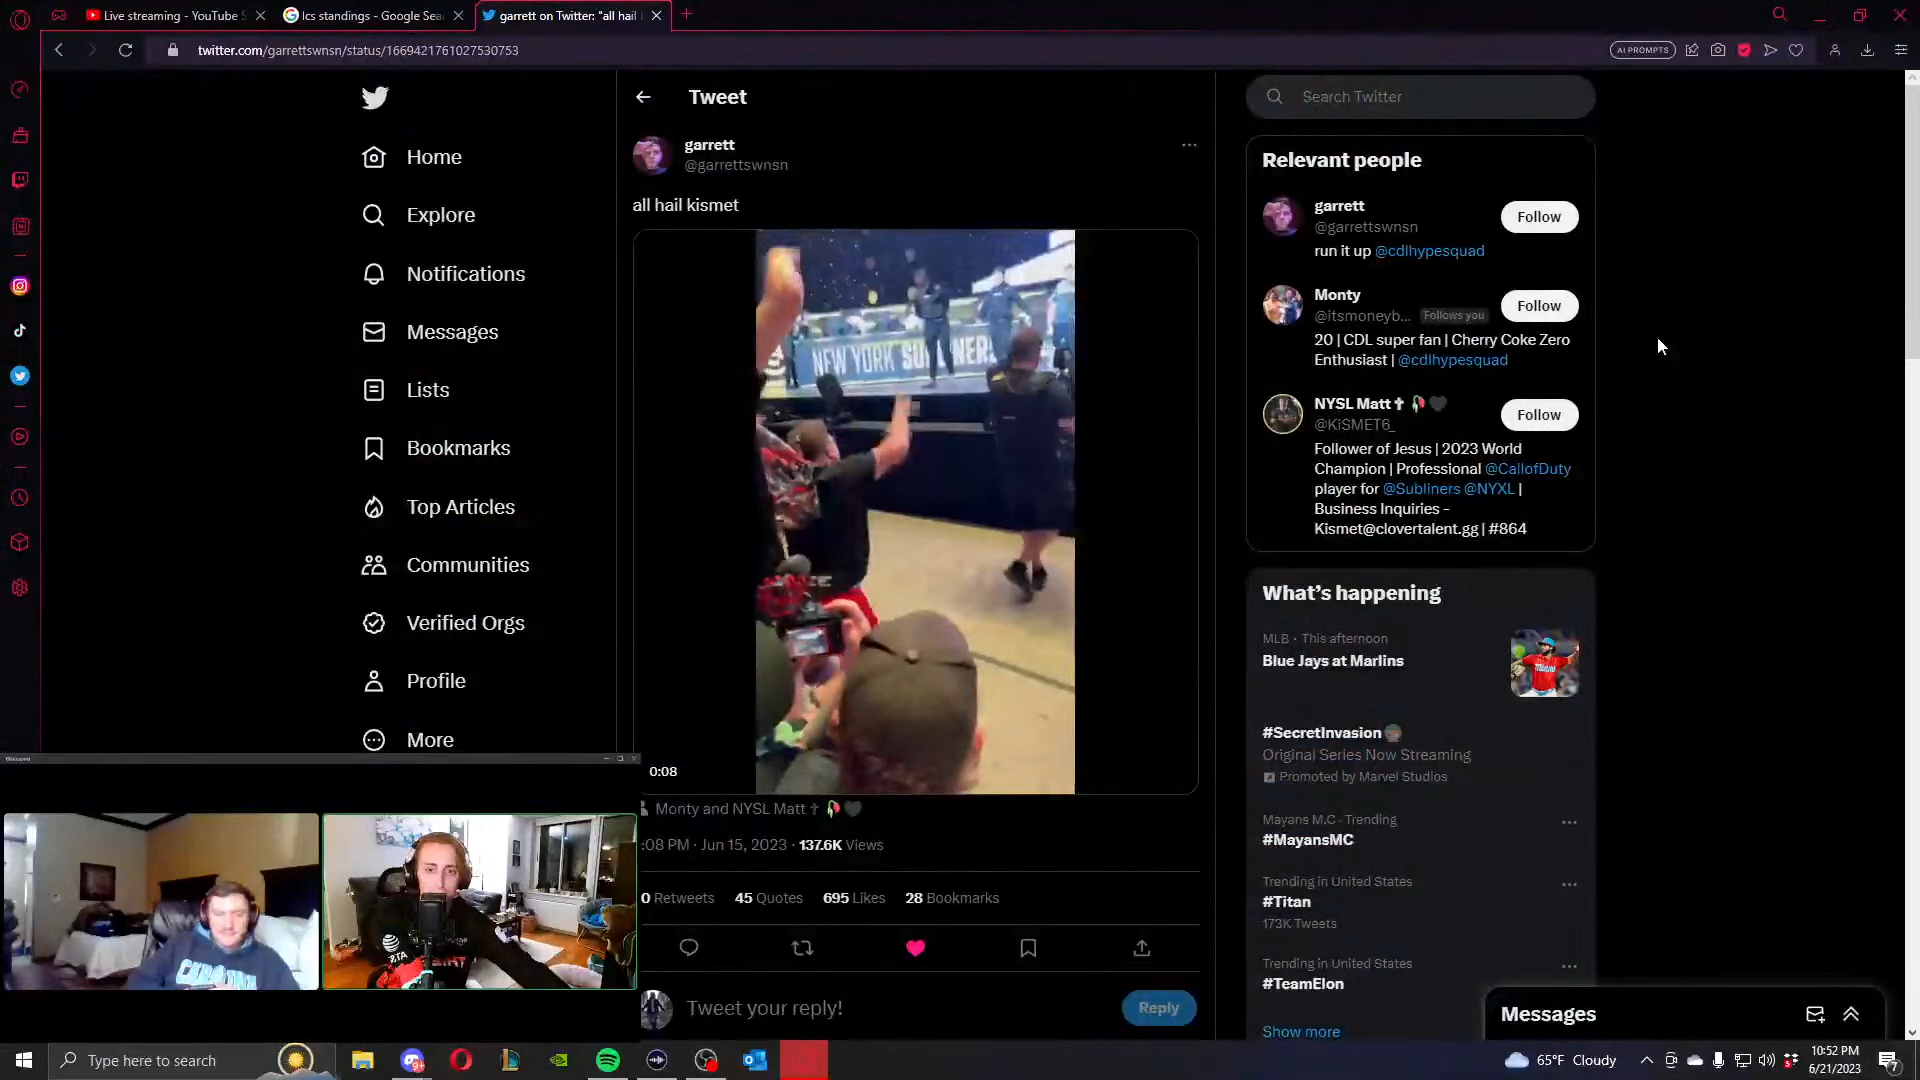 Live streaming - YouTube S
lcs standings - Google Sea
garrett on Twitter: "all hail
twitter.com/garrettswnsn/status/1669421761027530753
AI PROMPTS
Home
Explore
Notifications
Messages
Lists
Bookmarks
Top Articles
Communities
Verified Orgs
Profile
More
Tweet
garrett
@garrettswnsn
all hail kismet
NEW YORK SUBLINERS
0:08
Monty and NYSL Matt
:08 PM · Jun 15, 2023 · 137.6K Views
0 Retweets 45 Quotes 695 Likes 28 Bookmarks
Tweet your reply!
Reply
Search Twitter
Relevant people
garrett
@garrettswnsn
Follow
run it up @cdlhypesquad
Monty
@itsmoneyb... Follows you
Follow
20 | CDL super fan | Cherry Coke Zero
Enthusiast | @cdlhypesquad
NYSL Matt✝ 🥀🖤
@KiSMET6_
Follow
Follower of Jesus | 2023 World
Champion | Professional @CallofDuty
player for @Subliners @NYXL |
Business Inquiries -
Kismet@clovertalent.gg | #864
What's happening
MLB · This afternoon
Blue Jays at Marlins
#SecretInvasion
Original Series Now Streaming
Promoted by Marvel Studios
Mayans M.C · Trending
#MayansMC
Trending in United States
#Titan
173K Tweets
Trending in United States
#TeamElon
Show more
Messages
Type here to search
65°F Cloudy
10:52 PM
6/21/2023